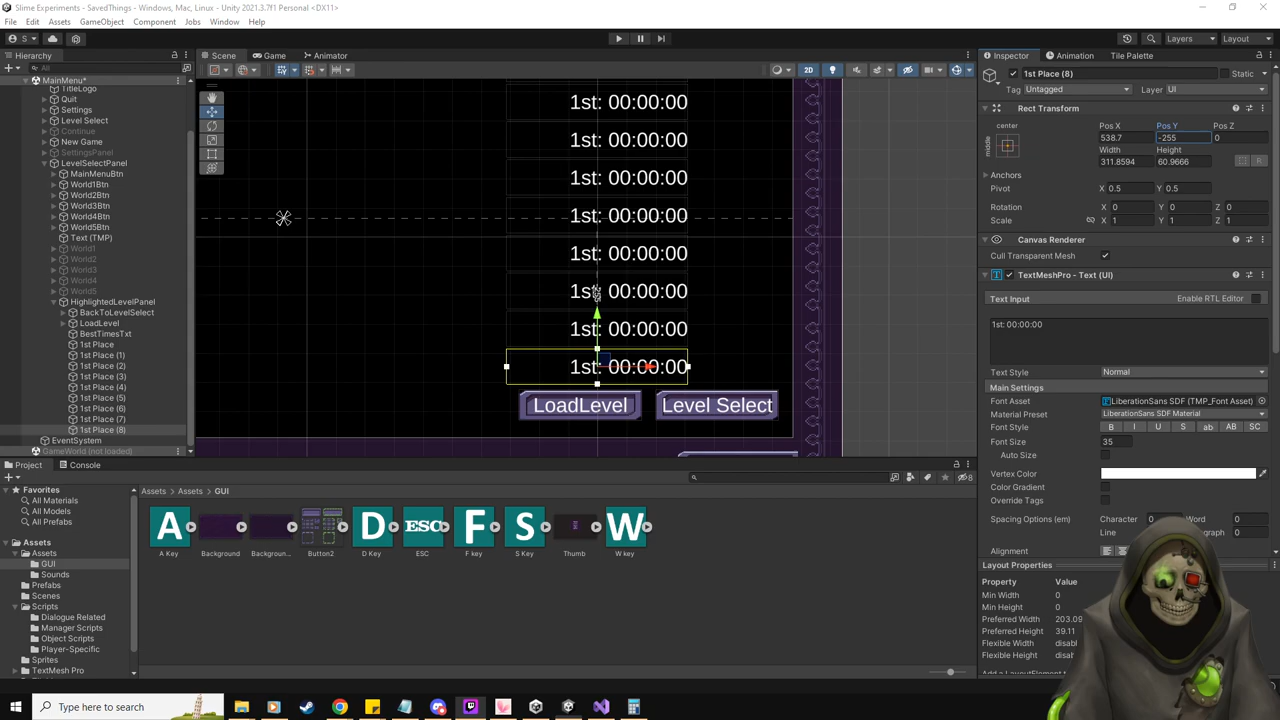 Slime Experiments - SavedThings - Windows, Mac, Linux - Unity 2021.3.7f1 Personal <DX11>
File Edit Assets GameObject Component Jobs Window Help
S Layers Layout
Hierarchy
Scene Game Animator
Inspector Animation Tile Palette
All
2D
MainMenu*
TitleLogo
Quit
Settings
Level Select
Continue
New Game
SettingsPanel
LevelSelectPanel
MainMenuBtn
World1Btn
World2Btn
World3Btn
World4Btn
World5Btn
Text (TMP)
World1
World2
World3
World4
World5
HighlightedLevelPanel
BackToLevelSelect
LoadLevel
BestTimesTxt
1st Place
1st Place (1)
1st Place (2)
1st Place (3)
1st Place (4)
1st Place (5)
1st Place (6)
1st Place (7)
1st Place (8)
EventSystem
GameWorld (not loaded)
1st: 00:00:00
1st: 00:00:00
1st: 00:00:00
1st: 00:00:00
1st: 00:00:00
1st: 00:00:00
1st: 00:00:00
1st: 00:00:00
LoadLevel Level Select
1st Place (8) Static
Tag Untagged Layer UI
Rect Transform
center Pos X Pos Y Pos Z
middle 538.7 -255 0
Width Height
311.8594 60.9666
R
Anchors
Pivot X 0.5 Y 0.5
Rotation X 0 Y 0 Z 0
Scale X 1 Y 1 Z 1
Canvas Renderer
Cull Transparent Mesh
TextMeshPro - Text (UI)
Text Input Enable RTL Editor
1st: 00:00:00
Text Style Normal
Main Settings
Font Asset LiberationSans SDF (TMP_Font Asset)
Material Preset LiberationSans SDF Material
Font Style B I U S ab AB SC
Font Size 35
Auto Size
Vertex Color
Color Gradient
Override Tags
Spacing Options (em) Character 0 Word 0
Line 0
Alignment
Layout Properties
Property Value
Min Width 0
Min Height 0
Preferred Width 203.09
Preferred Height 39.11
Flexible Width
Flexible Height
Project Console
8
Favorites
All Materials
All Models
All Prefabs
Assets
Assets
GUI
Sounds
Prefabs
Scenes
Scripts
Dialogue Related
Manager Scripts
Object Scripts
Player-Specific
Sprites
TextMesh Pro
Assets Assets GUI
A D ESC F S W
A Key Background Backgroun... Button2 D Key ESC F key S Key Thumb W key
Type here to search